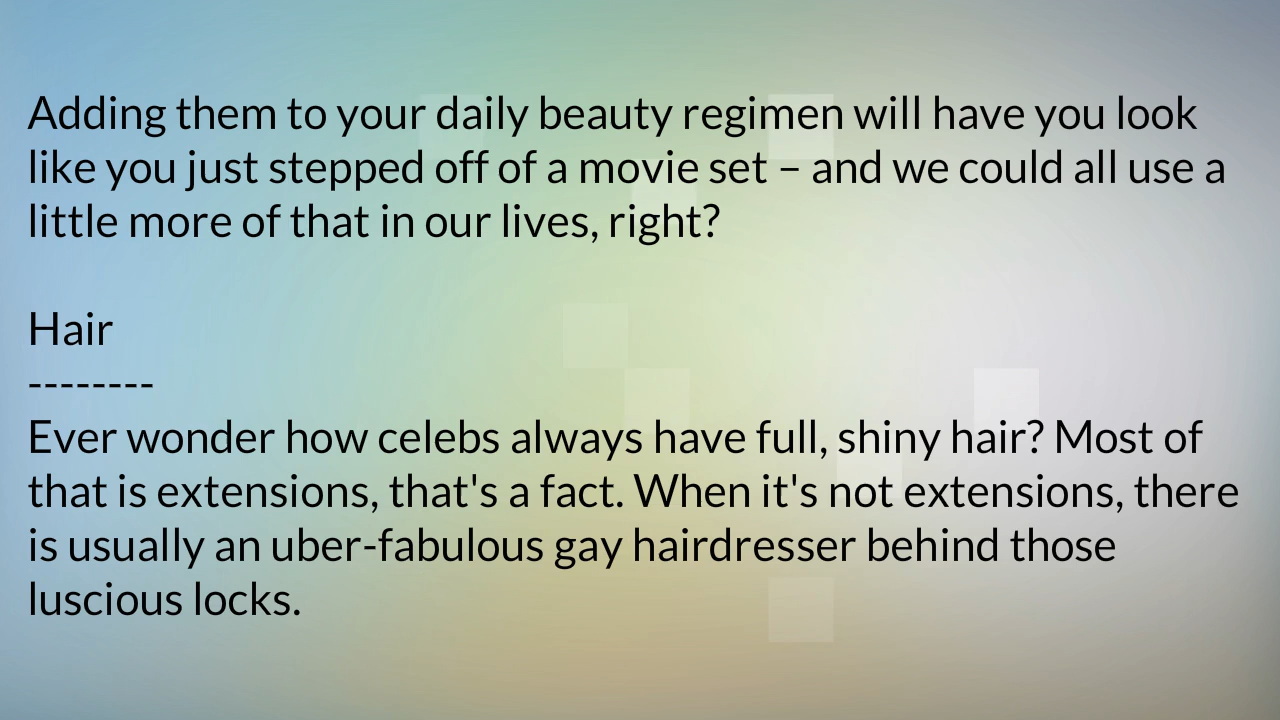 Adding them to your daily beauty regimen will have you look
like you just stepped off of a movie set – and we could all use a
little more of that in our lives, right?
Hair
--------
Ever wonder how celebs always have full, shiny hair? Most of
that is extensions, that's a fact. When it's not extensions, there
is usually an uber-fabulous gay hairdresser behind those
luscious locks.